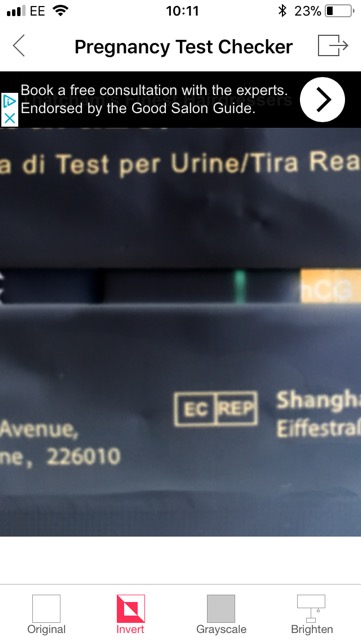 EE
10:11
23%
Pregnancy Test Checker
Book a free consultation with the experts.
Endorsed by the Good Salon Guide.
a di Test per Urine/Tira Rea
hCG
EC REP
Shangha
Eiffestraß
Avenue,
ne, 226010
Original
Invert
Grayscale
Brighten